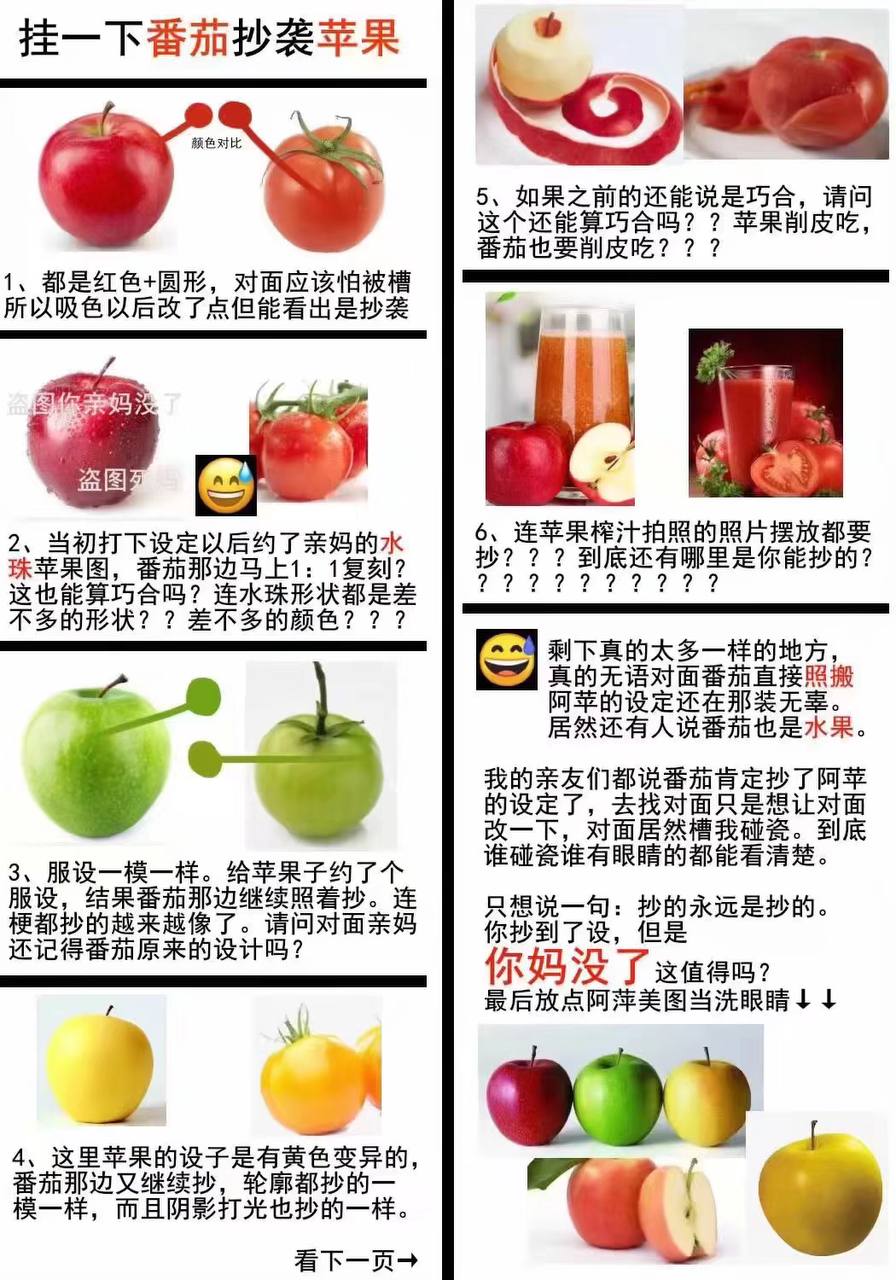 挂一下番茄抄袭苹果
颜色对比
1、都是红色+圆形，对面应该怕被槽
所以吸色以后改了点但能看出是抄袭
盗图你亲妈没了
盗图死妈
2、当初打下设定以后约了亲妈的水
珠苹果图，番茄那边马上1：1复刻？
这也能算巧合吗？连水珠形状都是差
不多的形状？？差不多的颜色？？？
3、服设一模一样。给苹果子约了个
服设，结果番茄那边继续照着抄。连
梗都抄的越来越像了。请问对面亲妈
还记得番茄原来的设计吗？
4、这里苹果的设子是有黄色变异的，
番茄那边又继续抄，轮廓都抄的一
模一样，而且阴影打光也抄的一样。
看下一页→
5、如果之前的还能说是巧合，请问
这个还能算巧合吗？？苹果削皮吃，
番茄也要削皮吃？？？
6、连苹果榨汁拍照的照片摆放都要
抄？？？到底还有哪里是你能抄的？
？？？？？？？？？？
剩下真的太多一样的地方，
真的无语对面番茄直接照搬
阿苹的设定还在那装无辜。
居然还有人说番茄也是水果。
我的亲友们都说番茄肯定抄了阿苹
的设定了，去找对面只是想让对面
改一下，对面居然槽我碰瓷。到底
谁碰瓷谁有眼睛的都能看清楚。
只想说一句：抄的永远是抄的。
你抄到了设，但是
你妈没了这值得吗？
最后放点阿萍美图当洗眼睛↓↓